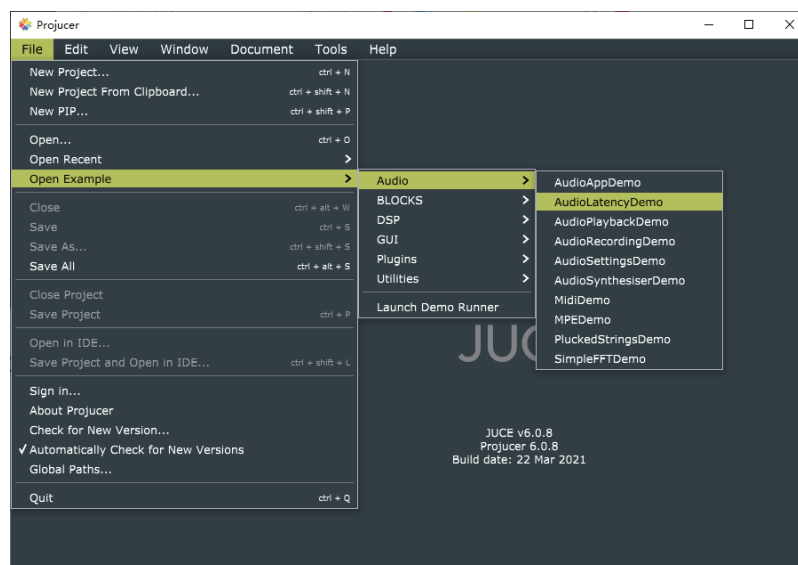 Projucer
File Edit View Window Document Tools Help
New Project... ctrl + N
New Project From Clipboard... ctrl + shift + N
New PIP... ctrl + shift + P
Open... ctrl + O
Open Recent
Open Example
Close ctrl + alt + W
Save ctrl + S
Save As... ctrl + shift + S
Save All ctrl + alt + S
Close Project
Save Project ctrl + P
Open in IDE...
Save Project and Open in IDE... ctrl + shift + L
Sign in...
About Projucer
Check for New Version...
✓ Automatically Check for New Versions
Global Paths...
Quit ctrl + Q
Audio
BLOCKS
DSP
GUI
Plugins
Utilities
Launch Demo Runner
AudioAppDemo
AudioLatencyDemo
AudioPlaybackDemo
AudioRecordingDemo
AudioSettingsDemo
AudioSynthesiserDemo
MidiDemo
MPEDemo
PluckedStringsDemo
SimpleFFTDemo
JUC
JUCE v6.0.8
Projucer 6.0.8
Build date: 22 Mar 2021